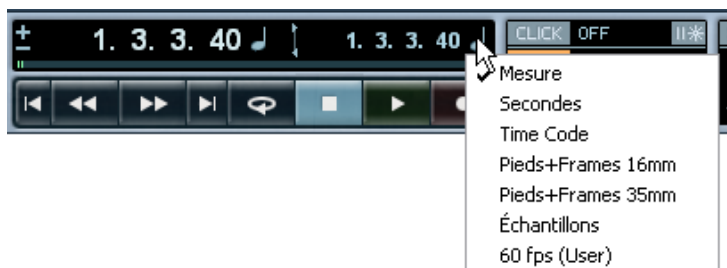 1. 3. 3. 40 1. 3. 3. 40 CLICK OFF
Mesure
Secondes
Time Code
Pieds+Frames 16mm
Pieds+Frames 35mm
Échantillons
60 fps (User)